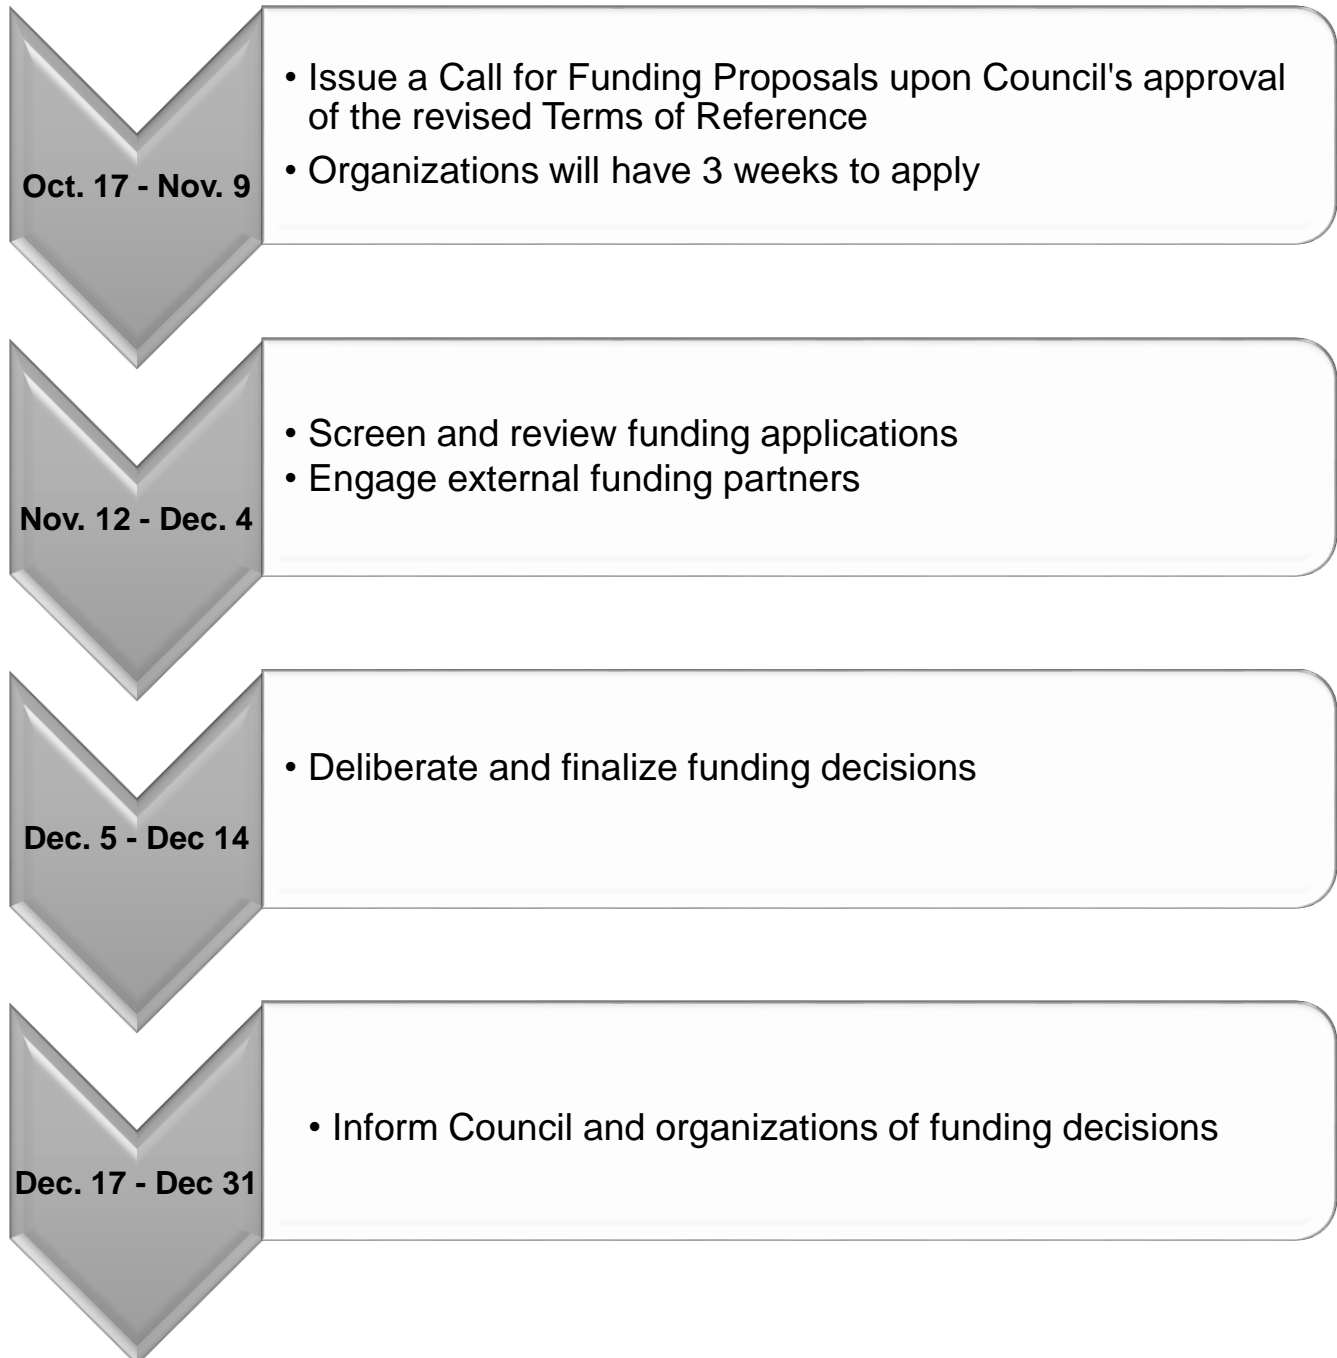 Oct. 17 - Nov. 9
• Issue a Call for Funding Proposals upon Council's approval
of the revised Terms of Reference
• Organizations will have 3 weeks to apply
Nov. 12 - Dec. 4
• Screen and review funding applications
• Engage external funding partners
Dec. 5 - Dec 14
• Deliberate and finalize funding decisions
Dec. 17 - Dec 31
• Inform Council and organizations of funding decisions